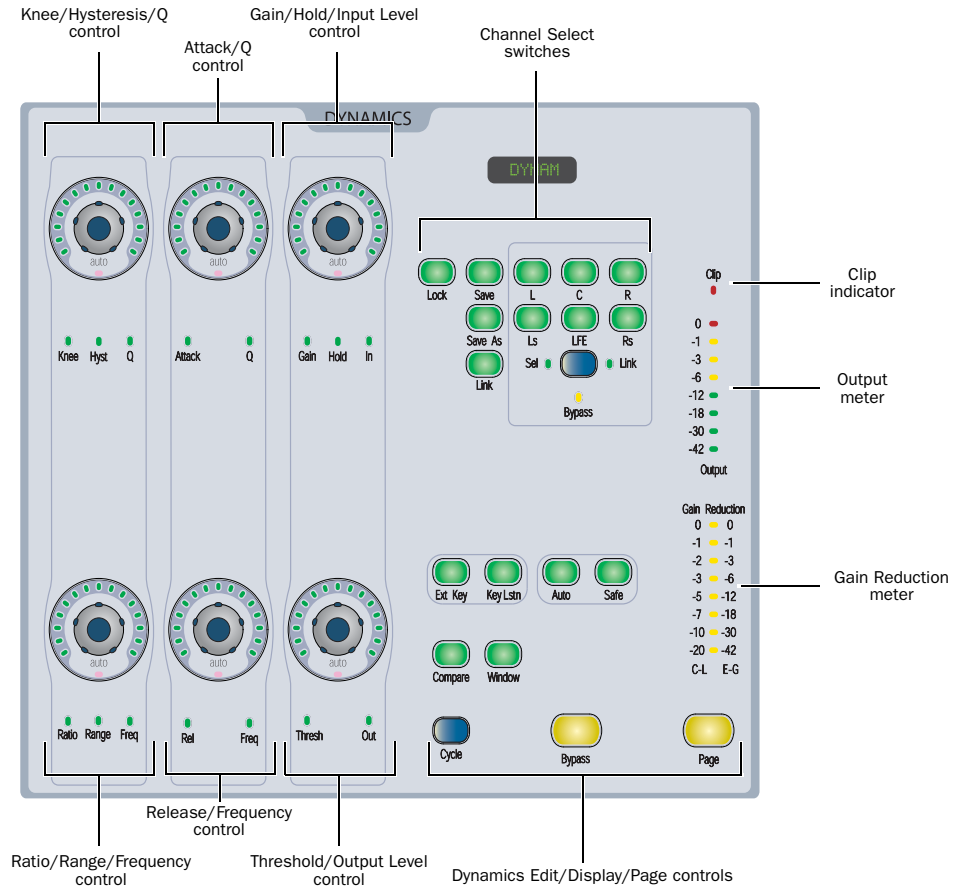 Knee/Hysteresis/Q
control
Attack/Q
control
Gain/Hold/Input Level
control
Channel Select
switches
DYNAMICS
DYNAM
auto
auto
auto
Lock
Save
L
C
R
Save As
Ls
LFE
Rs
Link
Sel
Link
Bypass
Knee
Hyst
Q
Attack
Q
Gain
Hold
In
Clip
Clip
indicator
0
-1
-3
-6
-12
-18
-30
-42
Output
Output
meter
Gain Reduction
0 0
-1 -1
-2 -3
-3 -6
-5 -12
-7 -18
-10 -30
-20 -42
C-L E-G
Gain Reduction
meter
Ext Key
Key Lstn
Auto
Safe
auto
auto
auto
Compare
Window
Ratio
Range
Freq
Rel
Freq
Thresh
Out
Cycle
Bypass
Page
Release/Frequency
control
Ratio/Range/Frequency
control
Threshold/Output Level
control
Dynamics Edit/Display/Page controls